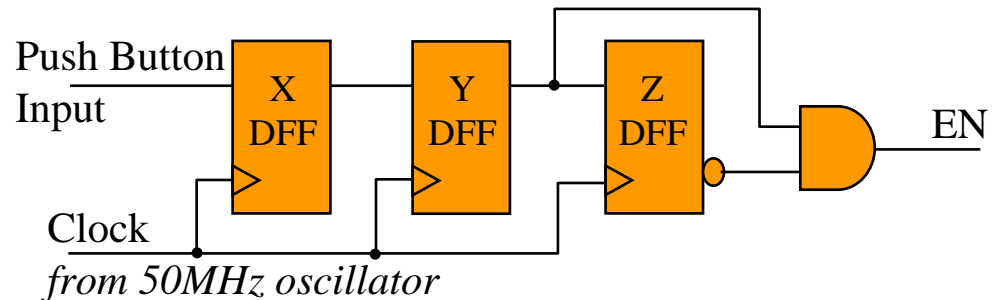 Push Button
Input
X
DFF
Y
DFF
Z
DFF
EN
Clock
from 50MHz oscillator